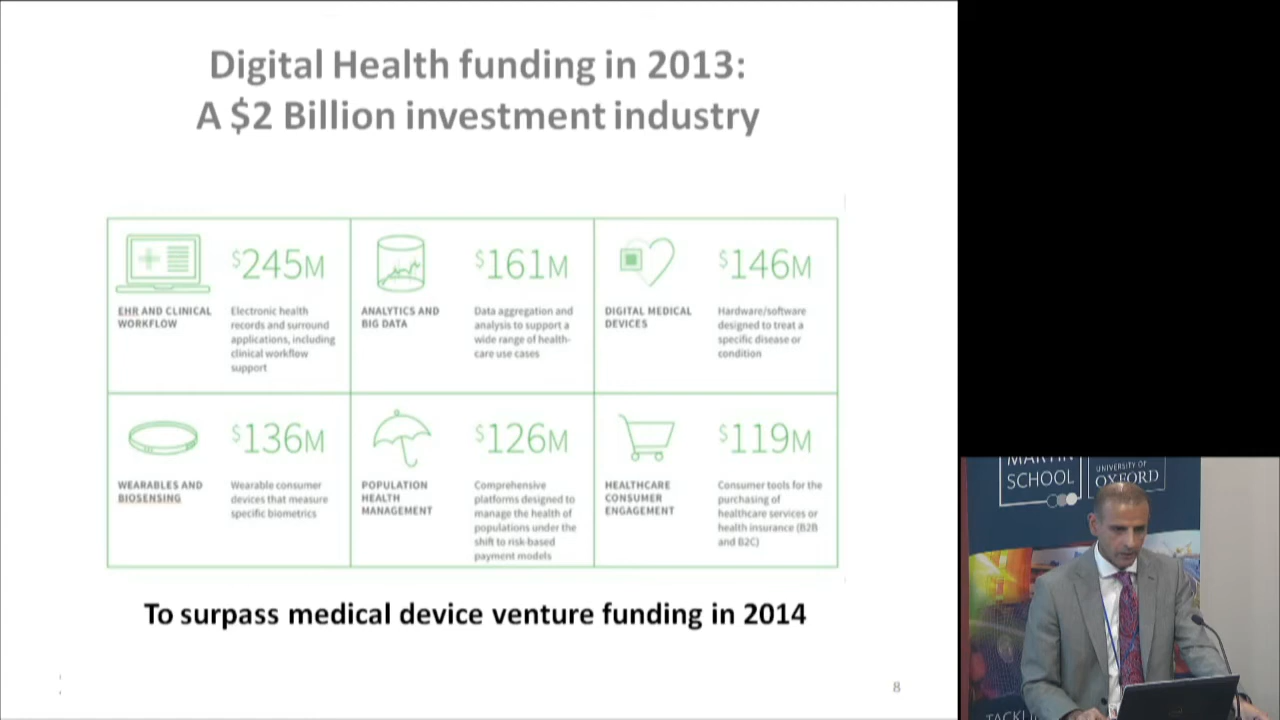 Digital Health funding in 2013:
A $2 Billion investment industry
$245M
EHR AND CLINICAL
WORKFLOW
Electronic health
records and surround
applications, including
clinical workflow
support
$161M
ANALYTICS AND
BIG DATA
Data aggregation and
analysis to support a
wide range of health-
care use cases
$146M
DIGITAL MEDICAL
DEVICES
Hardware/software
designed to treat a
specific disease or
condition
$136M
WEARABLES AND
BIOSENSING
Wearable consumer
devices that measure
specific biometrics
$126M
POPULATION
HEALTH
MANAGEMENT
Comprehensive
platforms designed to
manage the health of
populations under the
shift to risk-based
payment models
$119M
HEALTHCARE
CONSUMER
ENGAGEMENT
Consumer tools for the
purchasing of
healthcare services or
health insurance (B2B
and B2C)
To surpass medical device venture funding in 2014
8
MARTIN
SCHOOL
UNIVERSITY OF
OXFORD